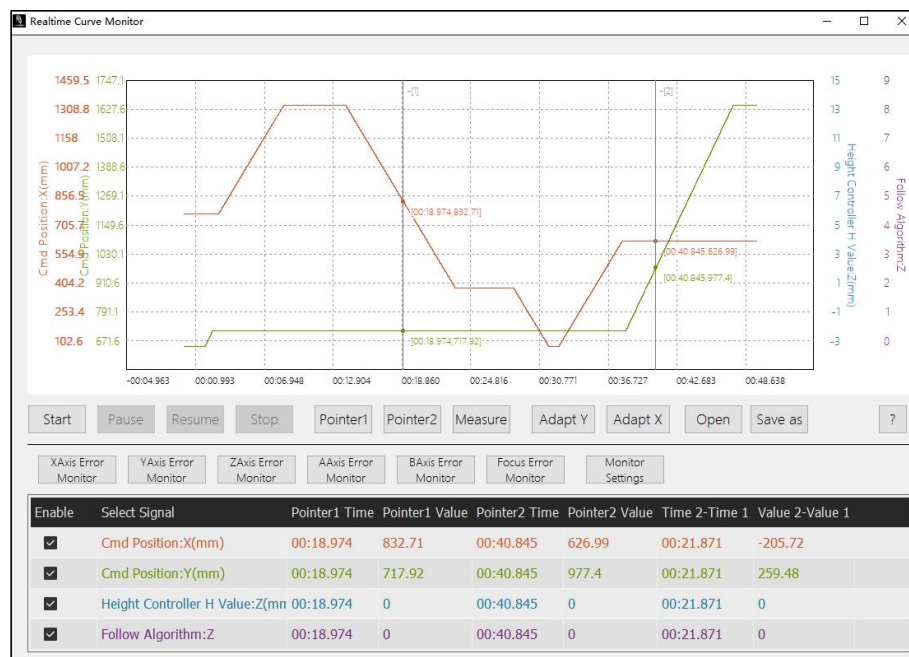 Realtime Curve Monitor
1459.5 1747.1 -[1] -[2] 15 9
1308.8 1627.6 13 8
1158 1508.1 11 7
1007.2 1388.6 9 6
856.5 1269.1 7 5
[00:18.974,832.71]
705.7 1149.6 5 4
554.9 1030.1 [00:40.845,626.99] 3 3
404.2 910.6 [00:40.845,977.4] 1 2
253.4 791.1 -1 1
102.6 671.6 [00:18.974,717.92] -3 0
Cmd Position:X(mm)
Cmd Position:Y(mm)
Height Controller H Value:Z(mm)
Follow Algorithm:Z
-00:04.963 00:00.993 00:06.948 00:12.904 00:18.860 00:24.816 00:30.771 00:36.727 00:42.683 00:48.638
Start Pause Resume Stop Pointer1 Pointer2 Measure Adapt Y Adapt X Open Save as ?
XAxis Error Monitor YAxis Error Monitor ZAxis Error Monitor AAxis Error Monitor BAxis Error Monitor Focus Error Monitor Monitor Settings
Enable Select Signal Pointer1 Time Pointer1 Value Pointer2 Time Pointer2 Value Time 2-Time 1 Value 2-Value 1
Cmd Position:X(mm) 00:18.974 832.71 00:40.845 626.99 00:21.871 -205.72
Cmd Position:Y(mm) 00:18.974 717.92 00:40.845 977.4 00:21.871 259.48
Height Controller H Value:Z(mm 00:18.974 0 00:40.845 0 00:21.871 0
Follow Algorithm:Z 00:18.974 0 00:40.845 0 00:21.871 0